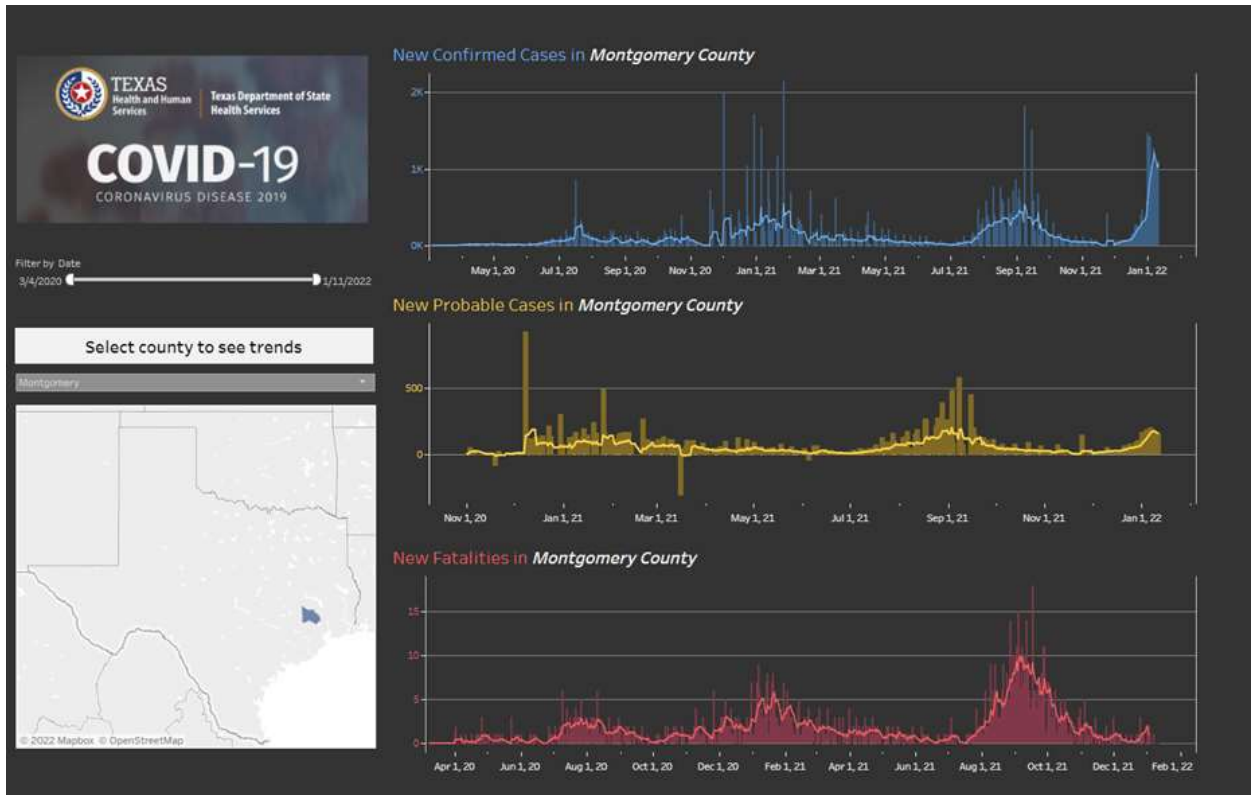 TEXAS
Health and Human
Services
Texas Department of State
Health Services
COVID-19
CORONAVIRUS DISEASE 2019
Filter by Date
3/4/2020
1/11/2022
Select county to see trends
Montgomery
© 2022 Mapbox © OpenStreetMap
New Confirmed Cases in Montgomery County
2K
1K
0K
May 1, 20 Jul 1, 20 Sep 1, 20 Nov 1, 20 Jan 1, 21 Mar 1, 21 May 1, 21 Jul 1, 21 Sep 1, 21 Nov 1, 21 Jan 1, 22
New Probable Cases in Montgomery County
500
0
Nov 1, 20 Jan 1, 21 Mar 1, 21 May 1, 21 Jul 1, 21 Sep 1, 21 Nov 1, 21 Jan 1, 22
New Fatalities in Montgomery County
15
10
5
0
Apr 1, 20 Jun 1, 20 Aug 1, 20 Oct 1, 20 Dec 1, 20 Feb 1, 21 Apr 1, 21 Jun 1, 21 Aug 1, 21 Oct 1, 21 Dec 1, 21 Feb 1, 22